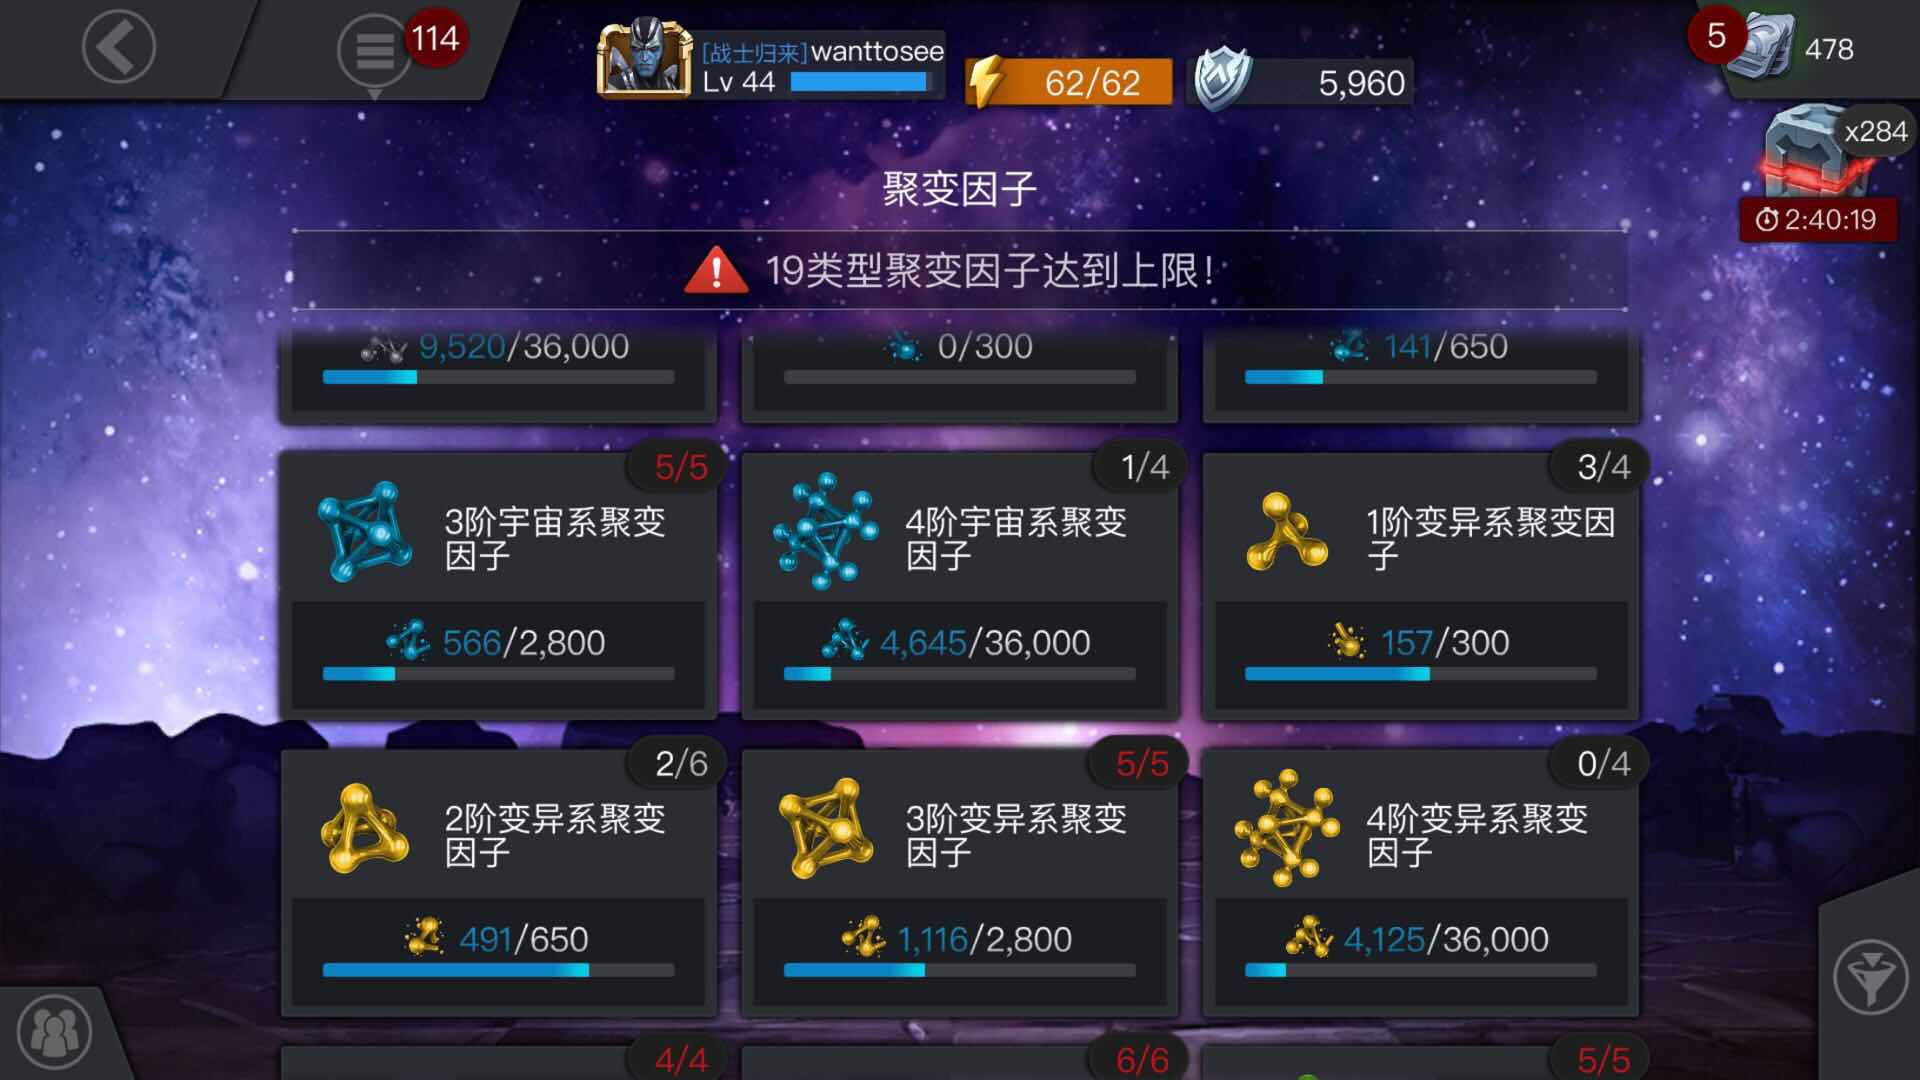 114
[战士归来]wanttosee
Lv 44
62/62
5,960
5
478
x284
2:40:19
聚变因子
19类型聚变因子达到上限!
9,520/36,000
0/300
141/650
5/5
3阶宇宙系聚变
因子
566/2,800
1/4
4阶宇宙系聚变
因子
4,645/36,000
3/4
1阶变异系聚变因
子
157/300
2/6
2阶变异系聚变
因子
491/650
5/5
3阶变异系聚变
因子
1,116/2,800
0/4
4阶变异系聚变
因子
4,125/36,000
4/4
6/6
5/5